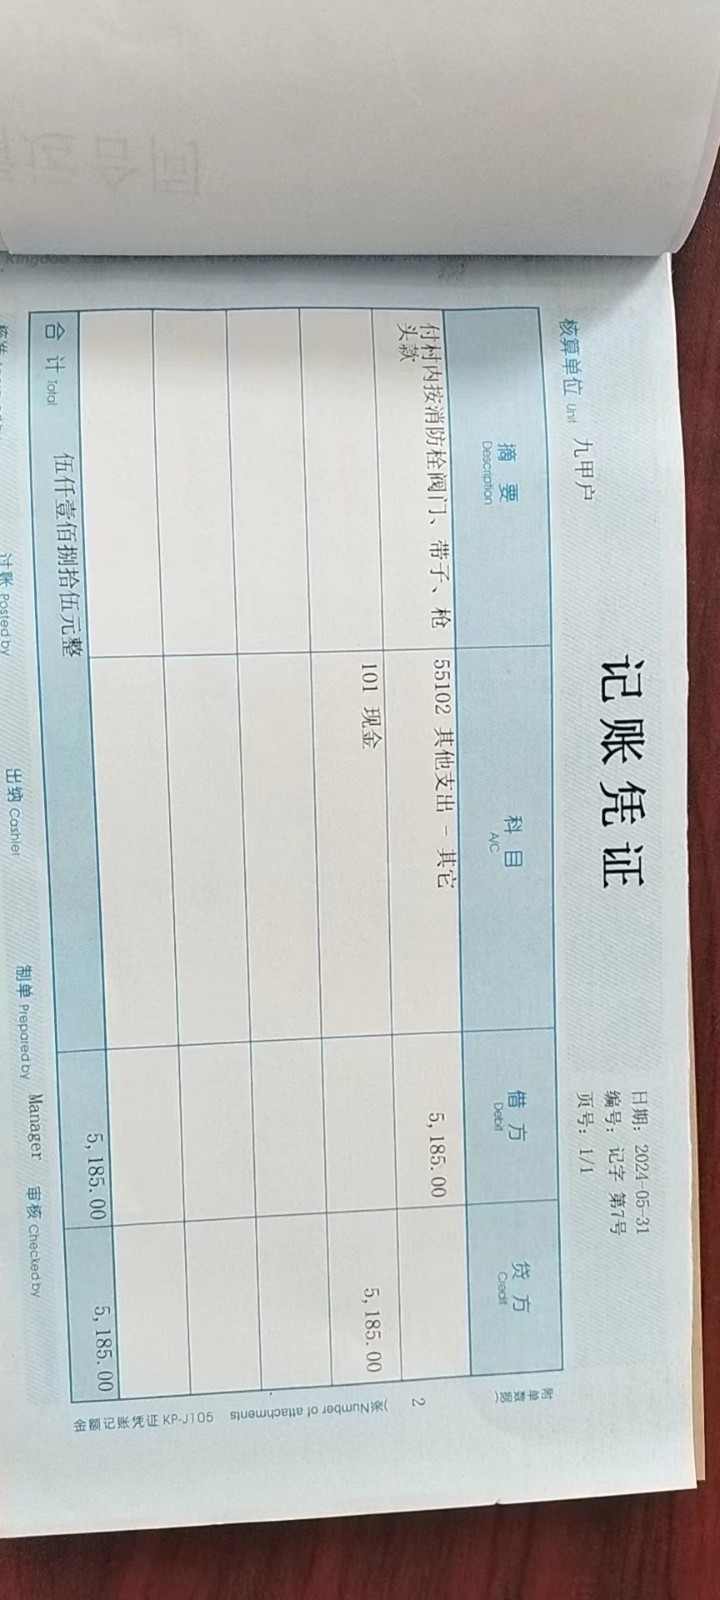 记账凭证
日期：2024-05-31
编号：记字 第7号
核算单位 Unit 九甲户
页号：1/1
摘 要 Description 科 目 A/C 借 方 Debit 贷 方 Credit
付村内按消防栓阀门、带子、枪 55102 其他支出 - 其它 5,185.00
头款
101 现金 5,185.00
合 计 Total 伍仟壹佰捌拾伍元整 5,185.00 5,185.00
过账 Posted by 出纳 Cashier 制单 Prepared by Manager 审核 Checked by
附单据数(
2
张)Number of attachments
金额记账凭证 KP-J105
Kingdee